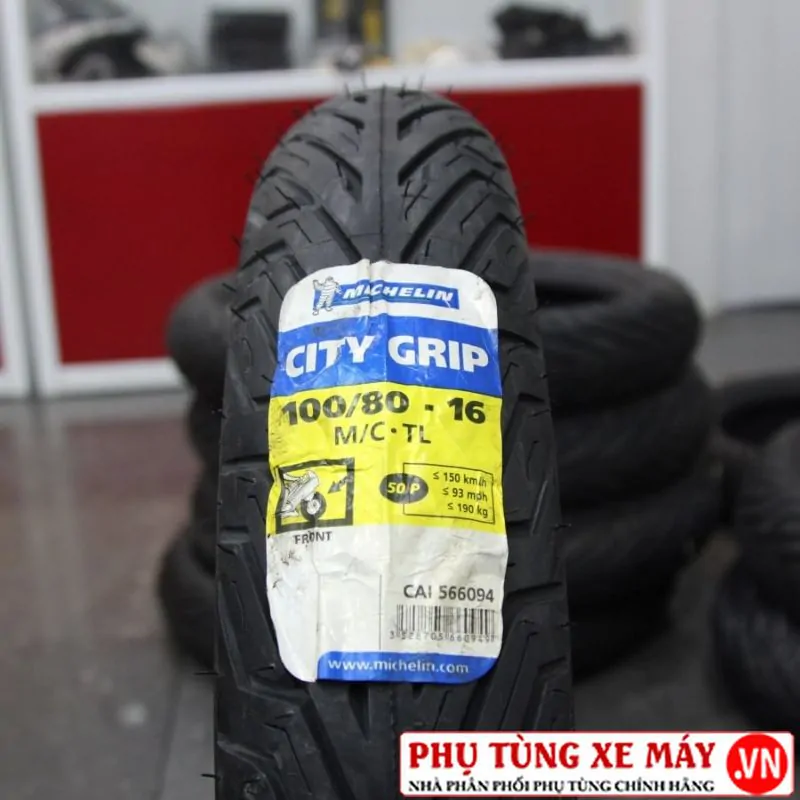 MICHELIN
CITY GRIP
100/80 - 16
M/C • TL
50P
≤ 150 km/h
≤ 93 mph
≤ 190 kg
FRONT
CAI 566094
www.michelin.com
PHỤ TÙNG XE MÁY.VN
NHÀ PHÂN PHỐI PHỤ TÙNG CHÍNH HÃNG